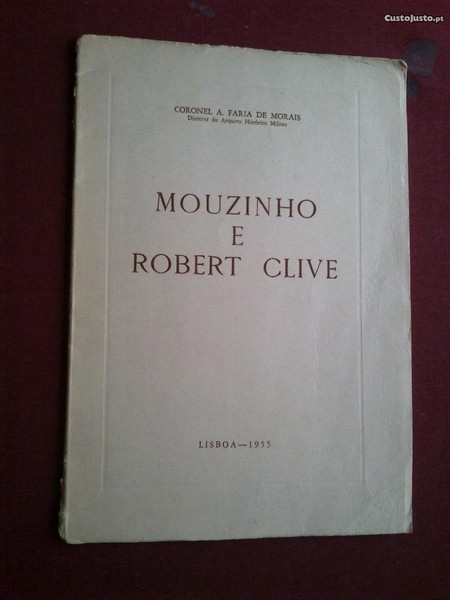 CustoJusto.pt
CORONEL A. FARIA DE MORAIS
Director do Arquivo Histórico Militar
MOUZINHO
E
ROBERT CLIVE
LISBOA—1955